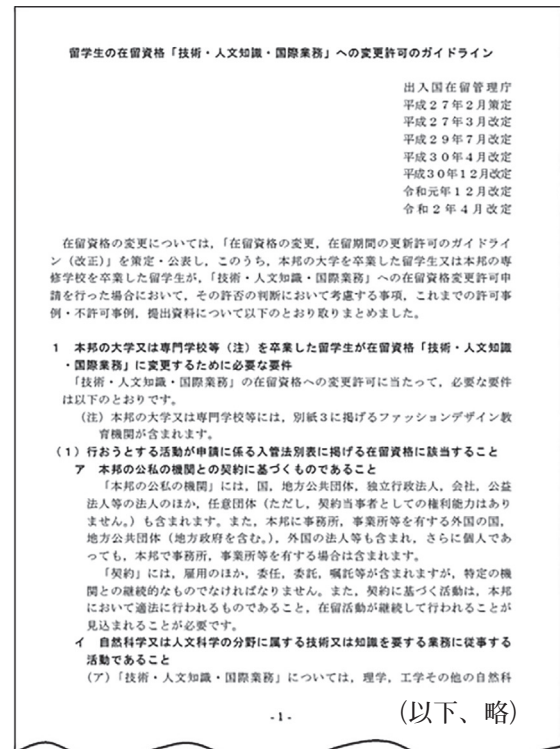 留学生の在留資格「技術・人文知識・国際業務」への変更許可のガイドライン
出入国在留管理庁
平成27年2月策定
平成27年3月改定
平成29年7月改定
平成30年4月改定
平成30年12月改定
令和元年12月改定
令和2年4月改定
在留資格の変更については,「在留資格の変更,在留期間の更新許可のガイドライ
ン(改正)」を策定・公表し,このうち,本邦の大学を卒業した留学生又は本邦の専
修学校を卒業した留学生が,「技術・人文知識・国際業務」への在留資格変更許可申
請を行った場合において,その許否の判断において考慮する事項,これまでの許可事
例・不許可事例,提出資料について以下のとおり取りまとめました。
1 本邦の大学又は専門学校等(注)を卒業した留学生が在留資格「技術・人文知識
・国際業務」に変更するために必要な要件
「技術・人文知識・国際業務」の在留資格への変更許可に当たって,必要な要件
は以下のとおりです。
(注)本邦の大学又は専門学校等には,別紙3に掲げるファッションデザイン教
育機関が含まれます。
(1)行おうとする活動が申請に係る入管法別表に掲げる在留資格に該当すること
ア 本邦の公私の機関との契約に基づくものであること
「本邦の公私の機関」には,国,地方公共団体,独立行政法人,会社,公益
法人等の法人のほか,任意団体(ただし,契約当事者としての権利能力はあり
ません。)も含まれます。また,本邦に事務所,事業所等を有する外国の国,
地方公共団体(地方政府を含む。),外国の法人等も含まれ,さらに個人であ
っても,本邦で事務所,事業所等を有する場合は含まれます。
「契約」には,雇用のほか,委任,委託,嘱託等が含まれますが,特定の機
関との継続的なものでなければなりません。また,契約に基づく活動は,本邦
において適法に行われるものであること,在留活動が継続して行われることが
見込まれることが必要です。
イ 自然科学又は人文科学の分野に属する技術又は知識を要する業務に従事する
活動であること
(ア)「技術・人文知識・国際業務」については,理学,工学その他の自然科
- 1 -
(以下、略)